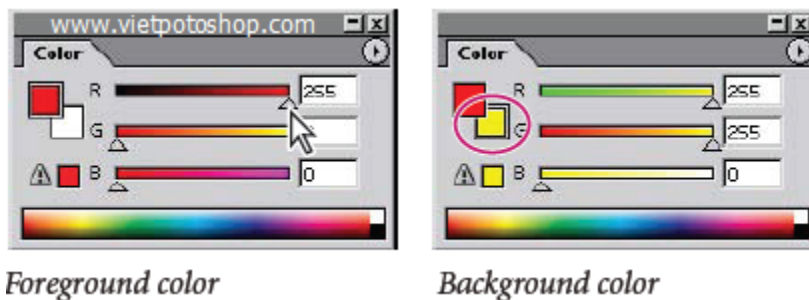 www.vietpotoshop.com
Color
R 255
G
B 0
Foreground color
Color
R 255
G 255
B 0
Background color